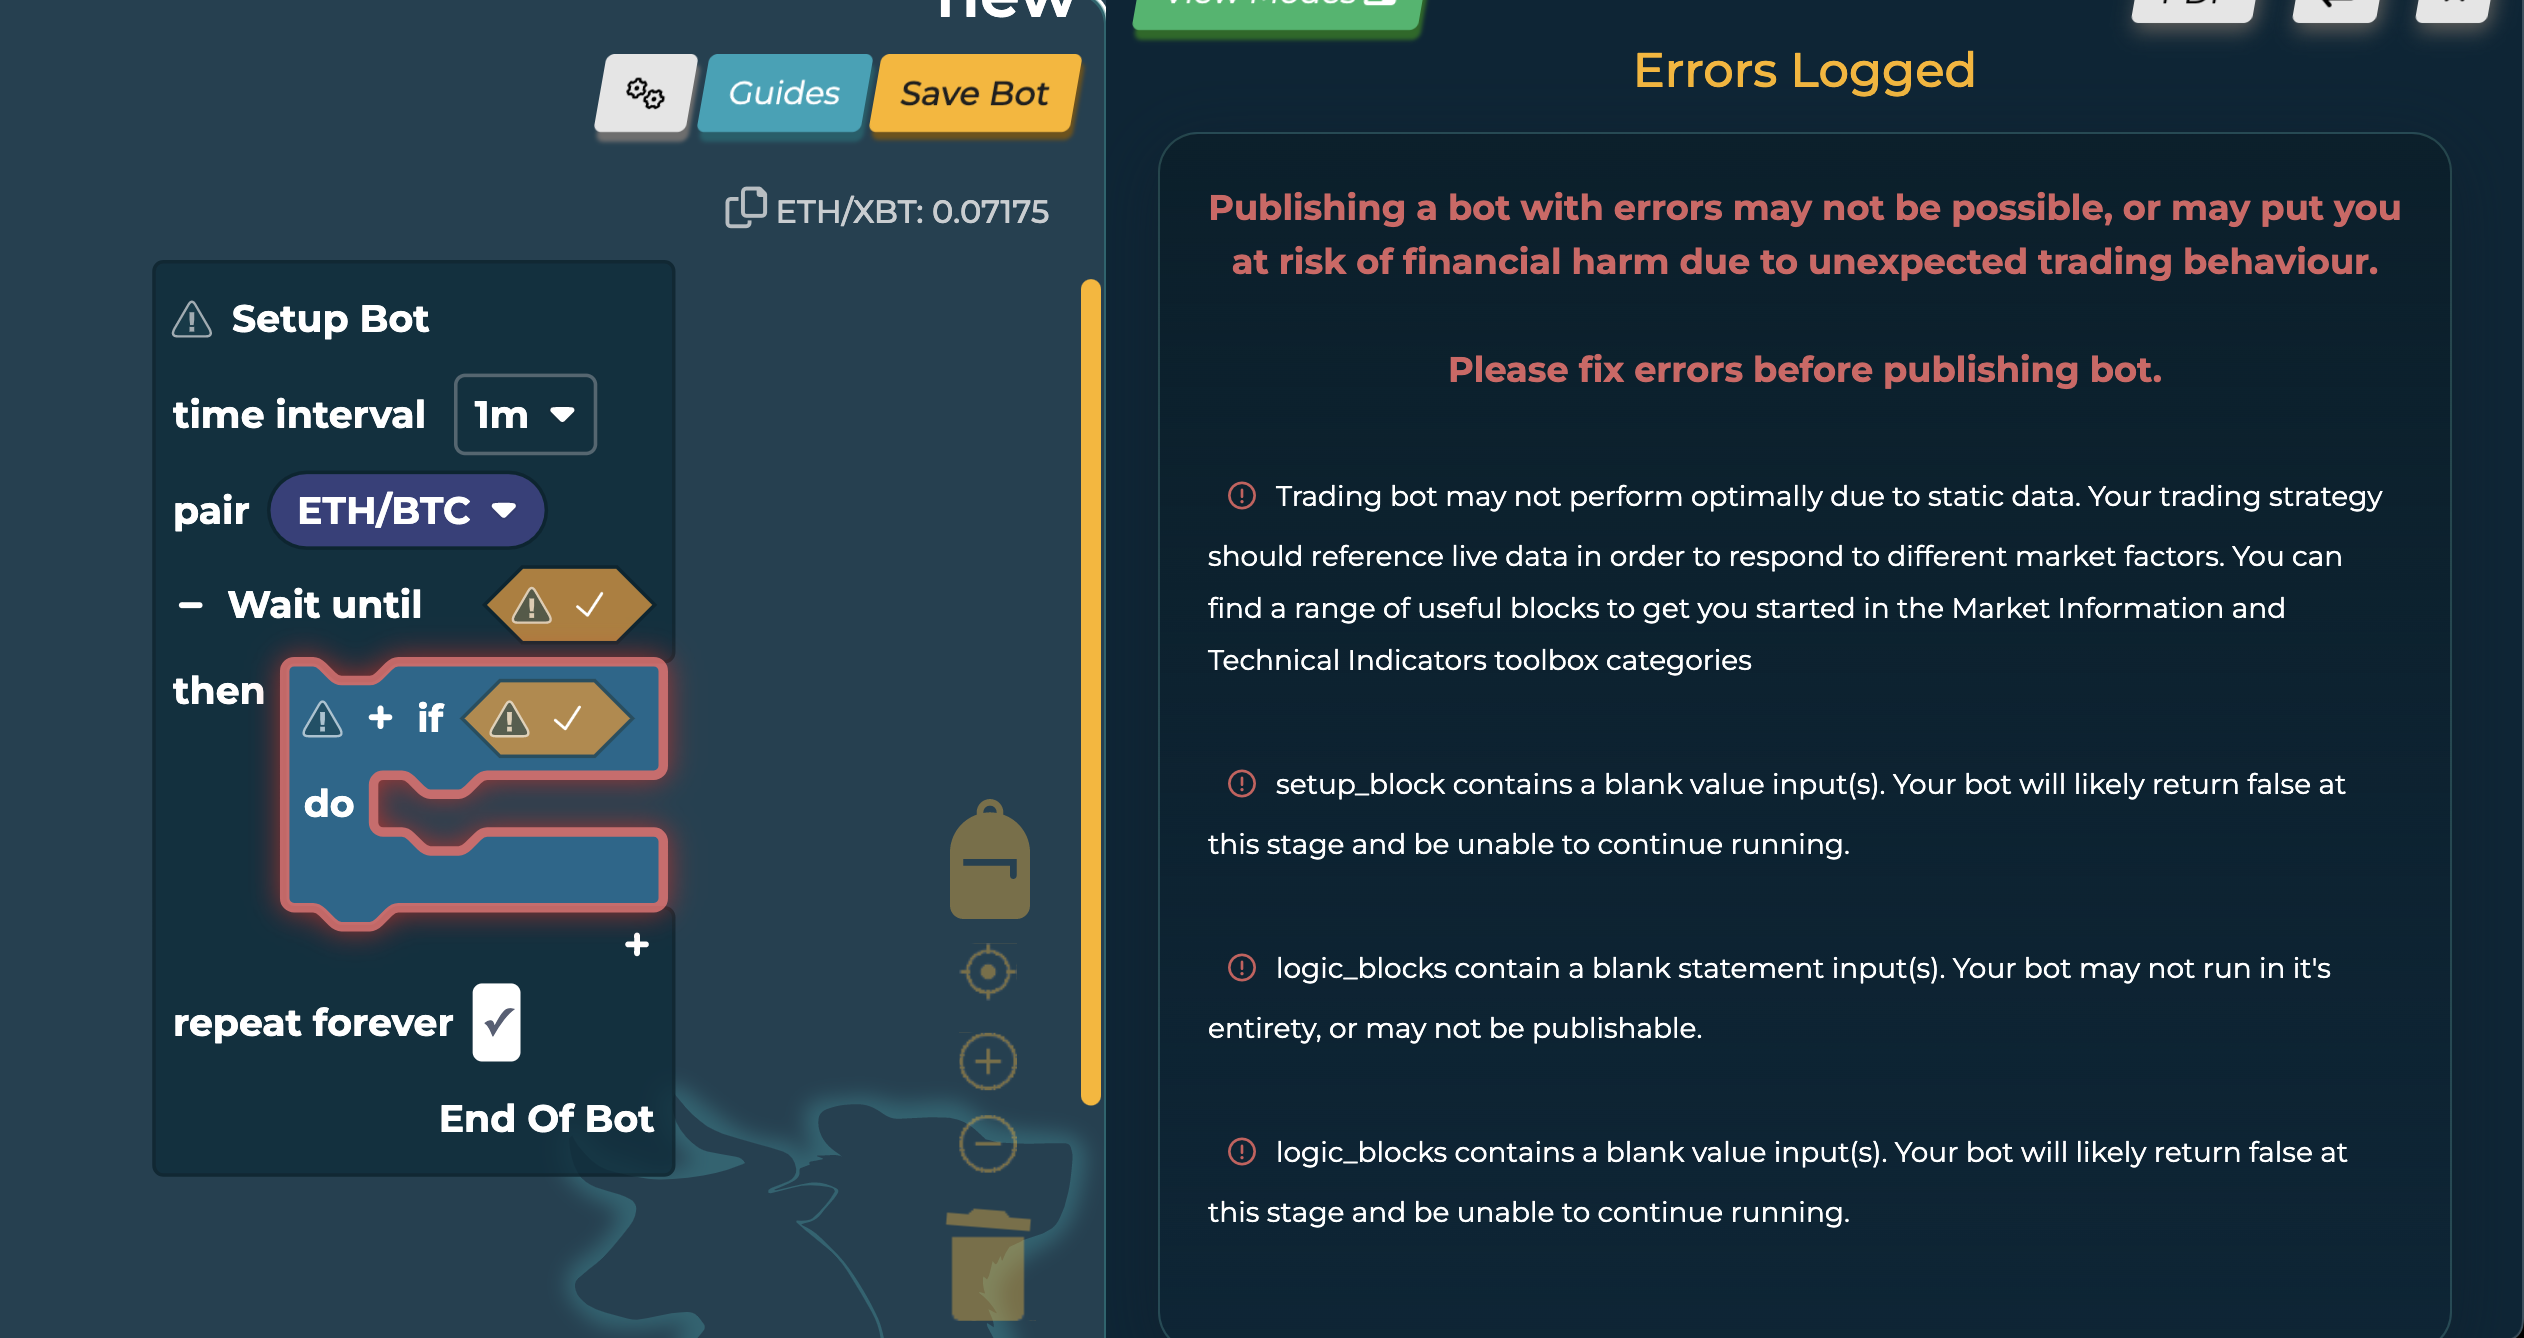 new
Guides
Save Bot
ETH/XBT: 0.07175
Setup Bot
time interval 1m
pair ETH/BTC
Wait until
then
if
do
repeat forever
End Of Bot
View Modes
PDF
Errors Logged
Publishing a bot with errors may not be possible, or may put you
at risk of financial harm due to unexpected trading behaviour.
Please fix errors before publishing bot.
Trading bot may not perform optimally due to static data. Your trading strategy
should reference live data in order to respond to different market factors. You can
find a range of useful blocks to get you started in the Market Information and
Technical Indicators toolbox categories
setup_block contains a blank value input(s). Your bot will likely return false at
this stage and be unable to continue running.
logic_blocks contain a blank statement input(s). Your bot may not run in it's
entirety, or may not be publishable.
logic_blocks contains a blank value input(s). Your bot will likely return false at
this stage and be unable to continue running.